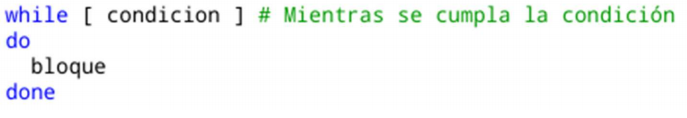 while [ condicion ] # Mientras se cumpla la condición
do
  bloque
done